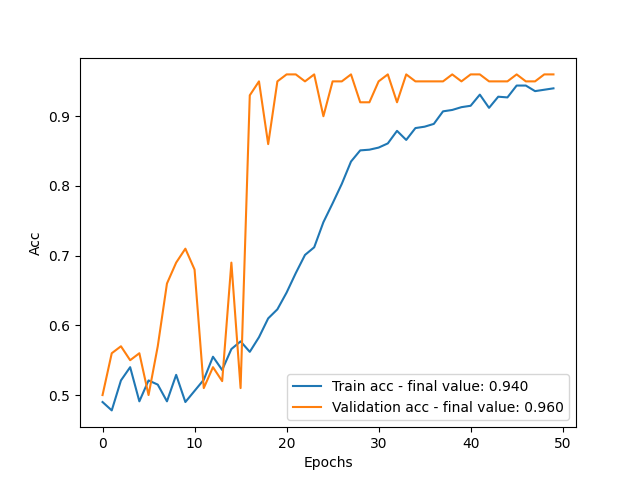 0.9
0.8
0.7
0.6
0.5
Acc
Train acc - final value: 0.940
Validation acc - final value: 0.960
0 10 20 30 40 50
Epochs